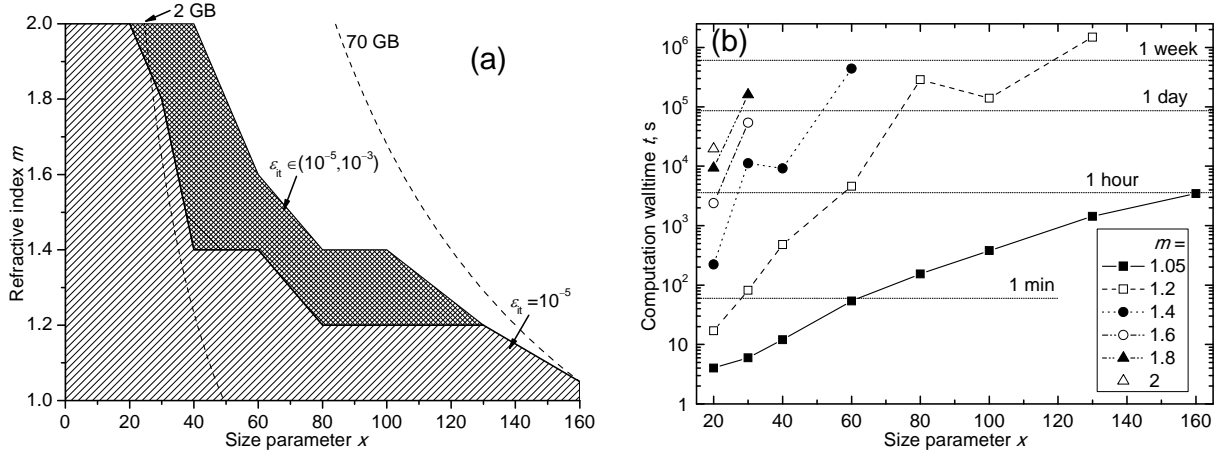 (a)
2 GB
70 GB
ε_it ∈(10⁻⁵,10⁻³)
ε_it =10⁻⁵
Refractive index m
2.0
1.8
1.6
1.4
1.2
1.0
0 20 40 60 80 100 120 140 160
Size parameter x
(b)
1 week
1 day
1 hour
1 min
Computation walltime t, s
10⁶
10⁵
10⁴
10³
10²
10
1
m =
1.05
1.2
1.4
1.6
1.8
2
20 40 60 80 100 120 140 160
Size parameter x